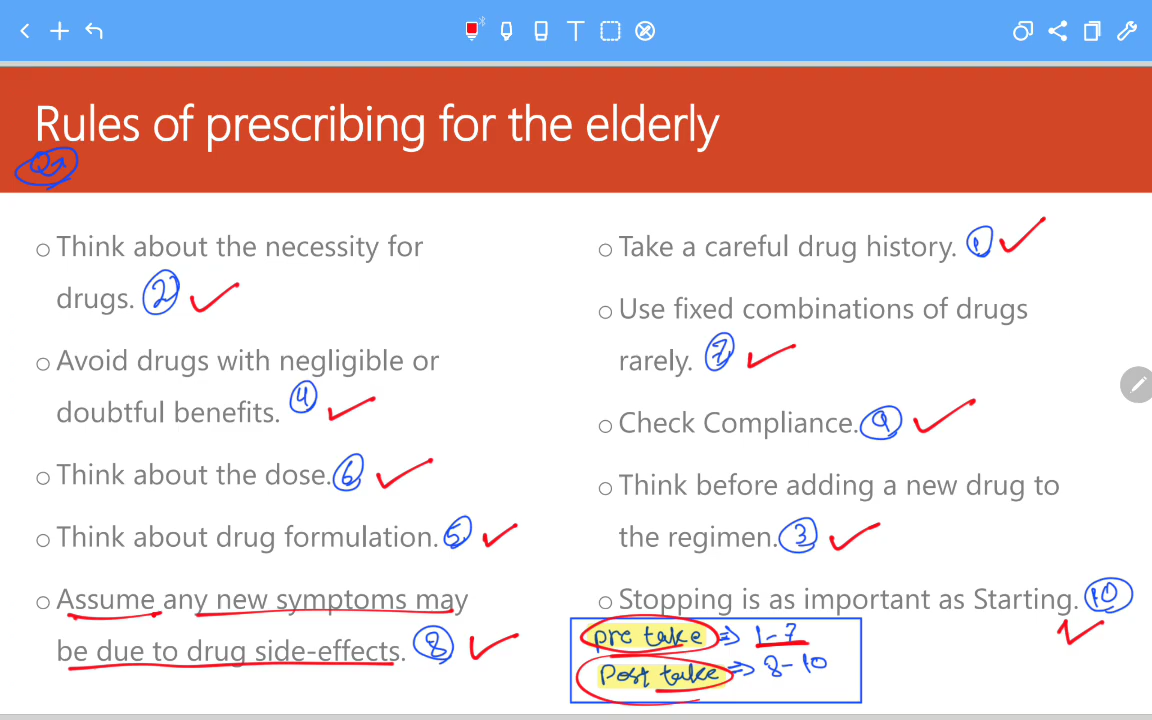 Rules of prescribing for the elderly
○ Think about the necessity for
drugs. 2
○ Avoid drugs with negligible or
doubtful benefits. 4
○ Think about the dose. 6
○ Think about drug formulation. 5
○ Assume any new symptoms may
be due to drug side-effects. 8
○ Take a careful drug history. 1
○ Use fixed combinations of drugs
rarely. 7
○ Check Compliance. 9
○ Think before adding a new drug to
the regimen. 3
○ Stopping is as important as Starting. 10
pre take ⇒ 1-7
Post take ⇒ 8-10